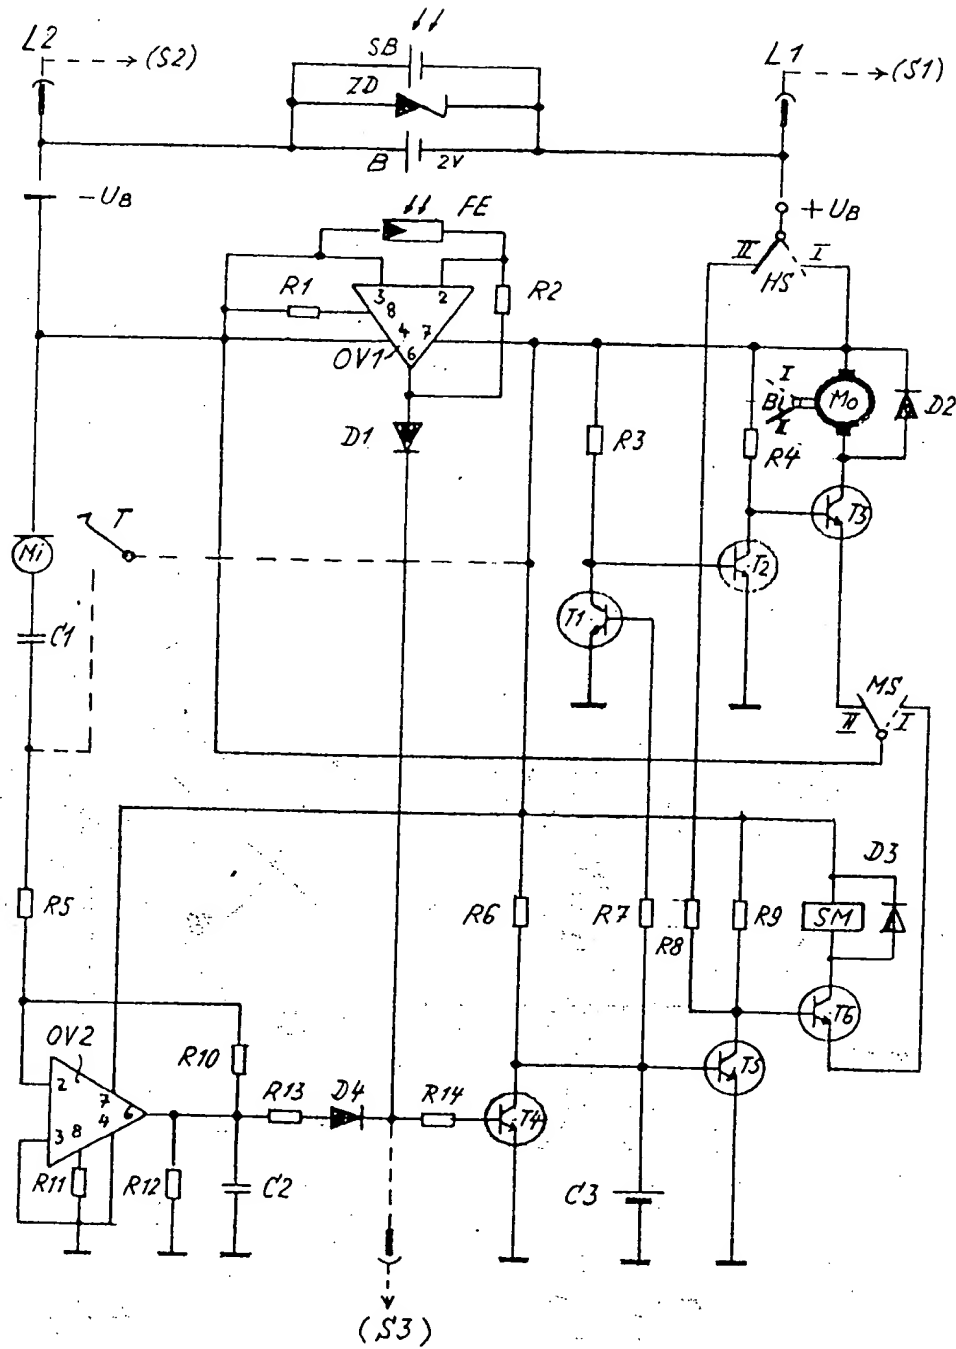 L2
(S2)
SB
ZD
B
2V
L1
(S1)
-UB
+UB
FE
II
I
HS
R1
3
2
8
4
7
6
R2
OV1
D1
R3
R4
I
Bi
II
Mo
D2
T3
T
Mi
T2
T1
C1
MS
II
I
D3
R5
R6
R7
R8
R9
SM
T6
OV2
R10
2
7
6
4
3
8
R13
D4
R14
T4
T5
R11
R12
C2
C3
(S3)